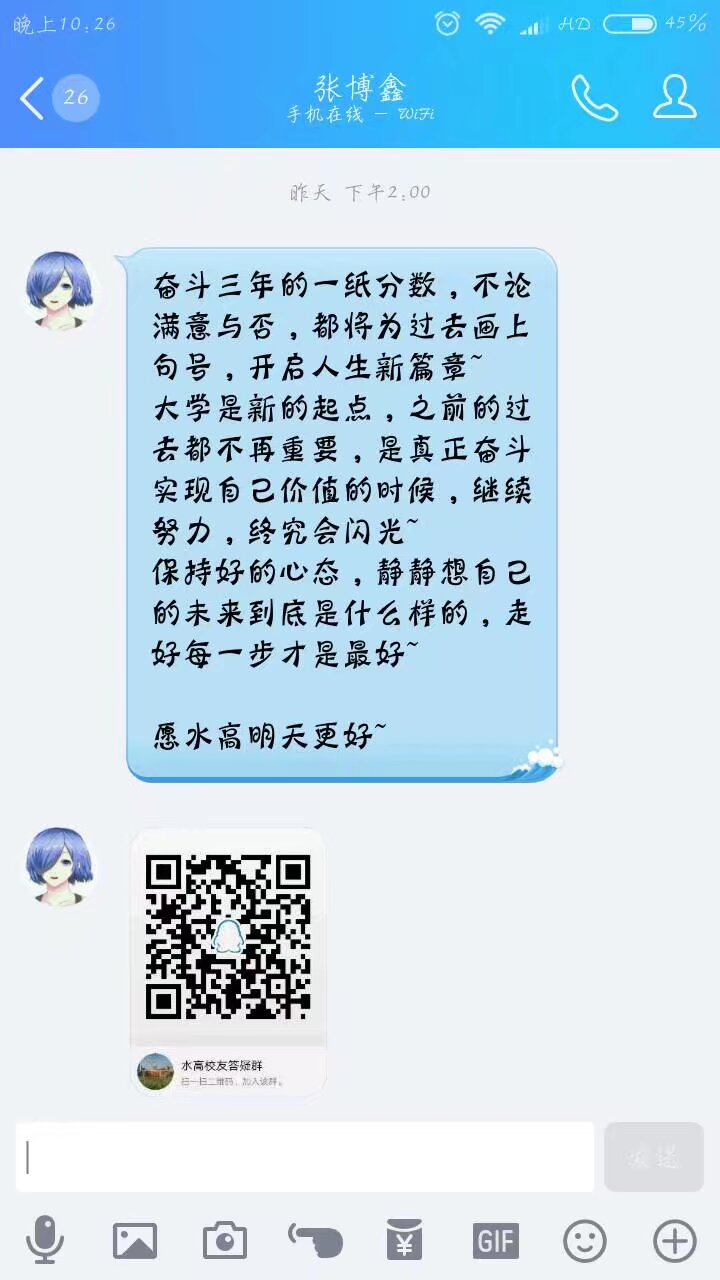 晚上10:26
HD
45%
26
张博鑫
手机在线 — WiFi
昨天 下午2:00
奋斗三年的一纸分数，不论
满意与否，都将为过去画上
句号，开启人生新篇章~
大学是新的起点，之前的过
去都不再重要，是真正奋斗
实现自己价值的时候，继续
努力，终究会闪光~
保持好的心态，静静想自己
的未来到底是什么样的，走
好每一步才是最好~
愿水高明天更好~
水高校友答疑群
扫一扫二维码，加入该群。
发送
¥
GIF